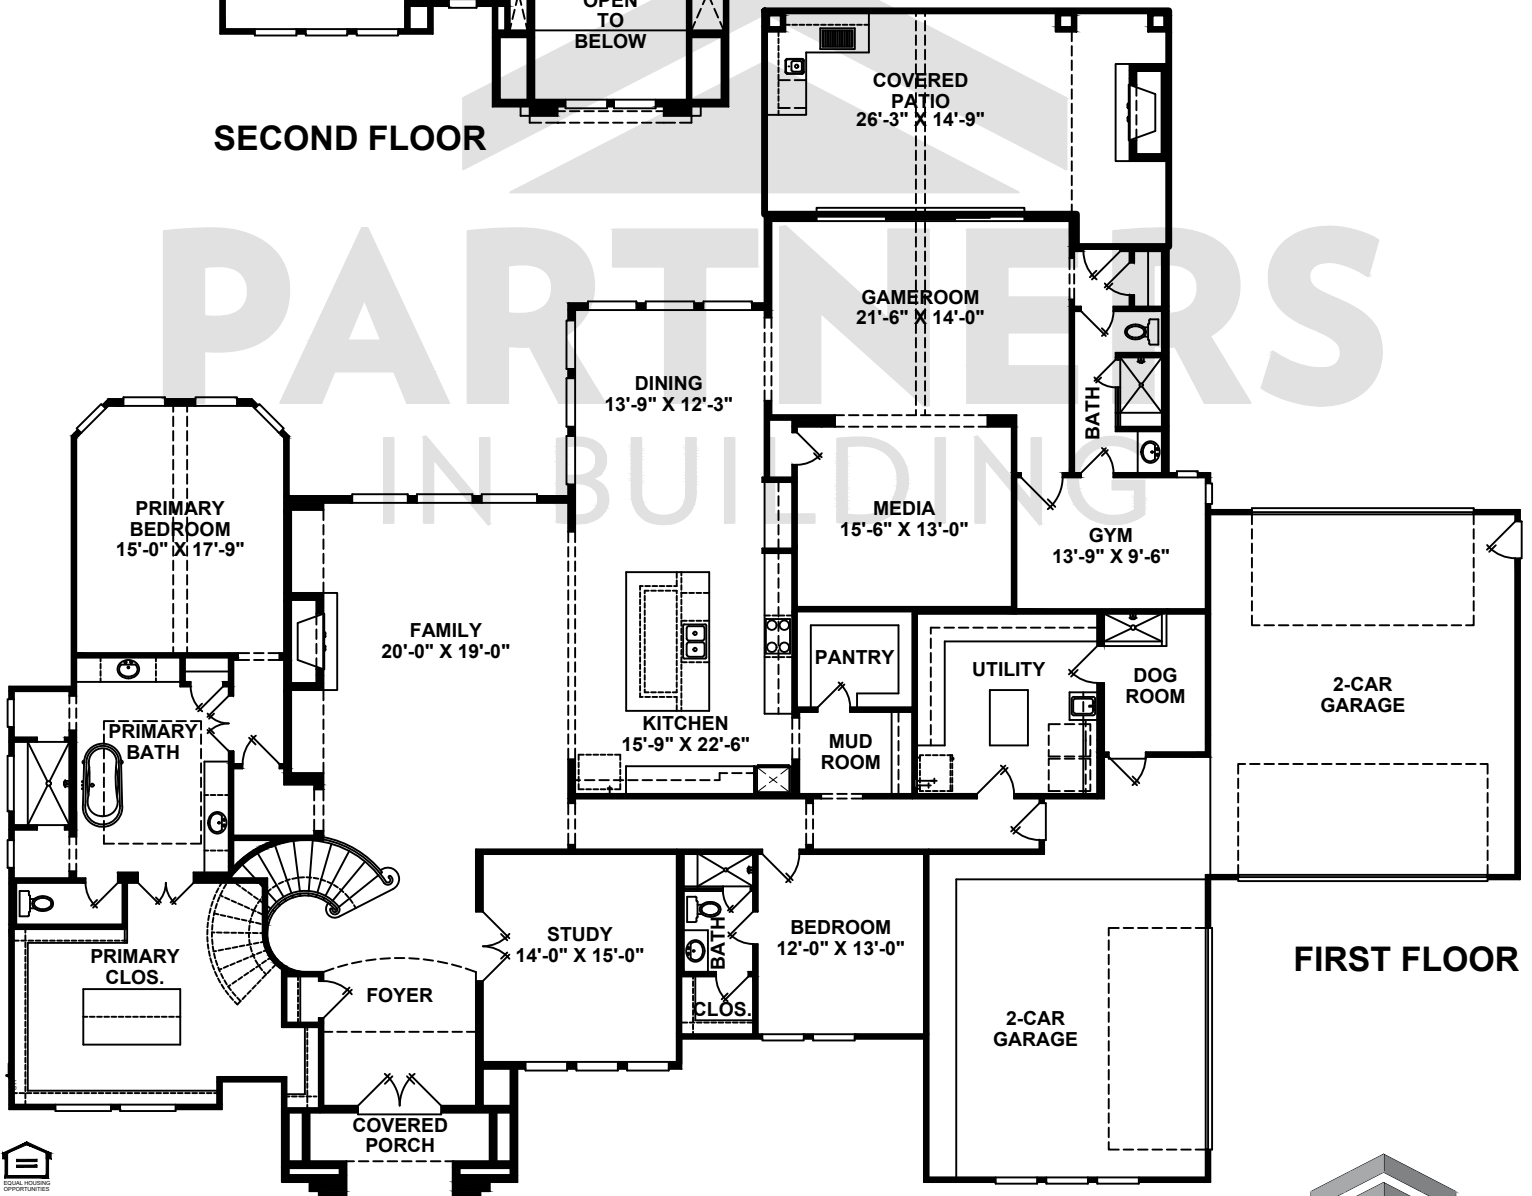 OPEN
TO
BELOW
SECOND FLOOR
COVERED
PATIO
26'-3" X 14'-9"
PARTNERS
IN BUILDING
GAMEROOM
21'-6" X 14'-0"
DINING
13'-9" X 12'-3"
BATH
PRIMARY
BEDROOM
15'-0" X 17'-9"
MEDIA
15'-6" X 13'-0"
GYM
13'-9" X 9'-6"
FAMILY
20'-0" X 19'-0"
PANTRY
UTILITY
DOG
ROOM
2-CAR
GARAGE
PRIMARY
BATH
KITCHEN
15'-9" X 22'-6"
MUD
ROOM
STUDY
14'-0" X 15'-0"
BATH
BEDROOM
12'-0" X 13'-0"
FIRST FLOOR
PRIMARY
CLOS.
FOYER
CLOS.
2-CAR
GARAGE
COVERED
PORCH
EQUAL HOUSING
OPPORTUNITIES